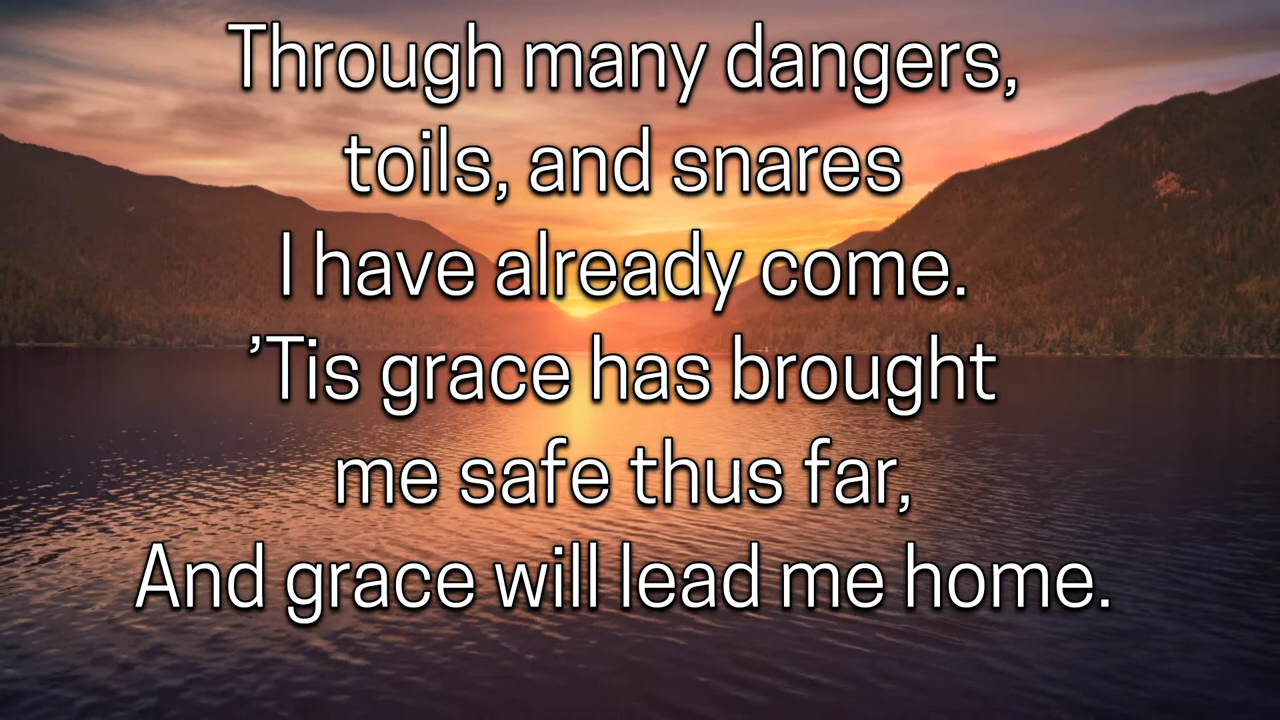 Through many dangers,
toils, and snares
I have already come.
’Tis grace has brought
me safe thus far,
And grace will lead me home.